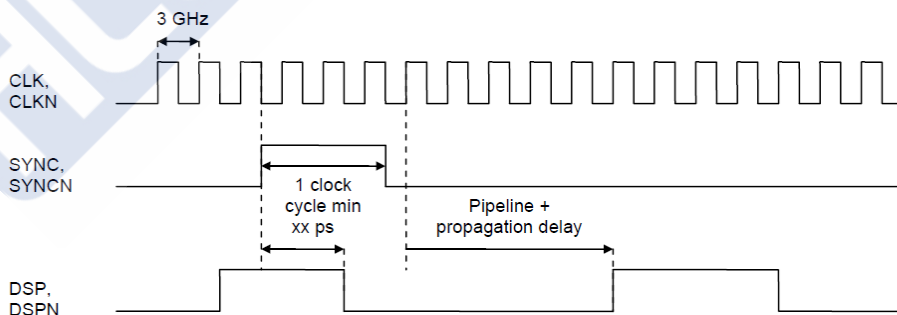 3 GHz
CLK,
CLKN
SYNC,
SYNCN
1 clock
cycle min
xx ps
Pipeline +
propagation delay
DSP,
DSPN